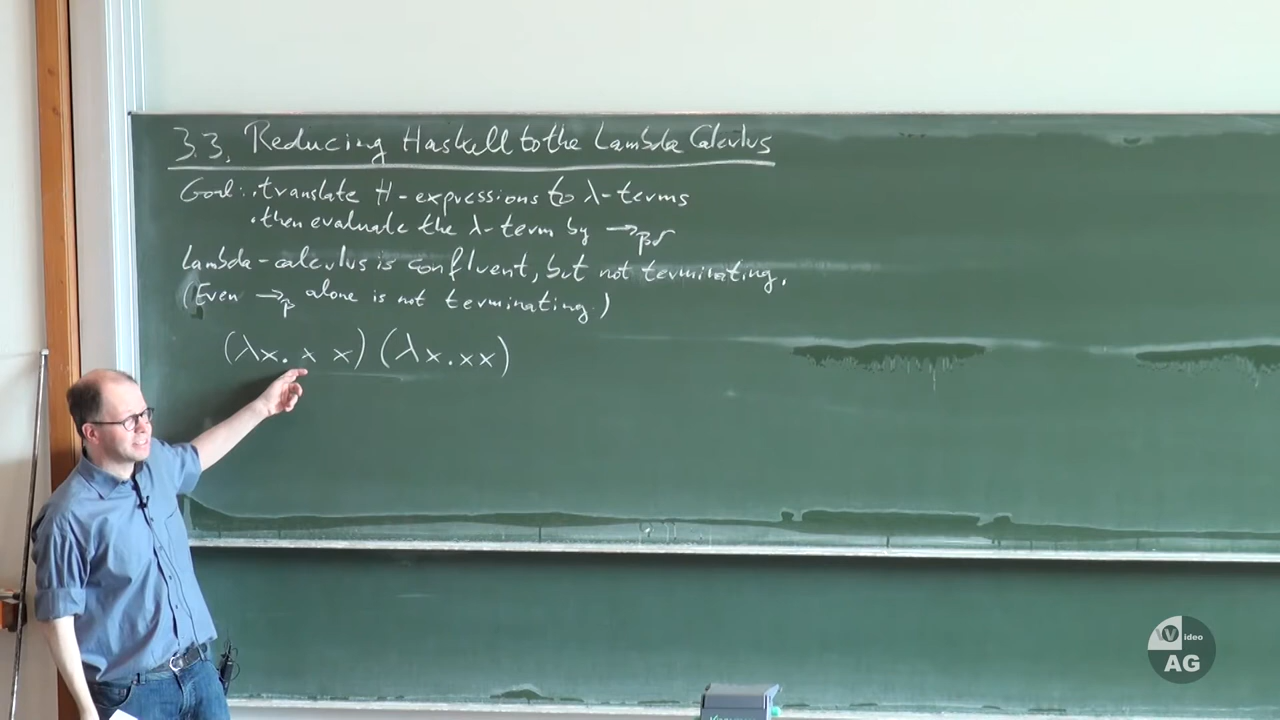 3.3. Reducing Haskell to the Lambda Calculus
Goal: • translate H-expressions to λ-terms
• then evaluate the λ-term by →βδ
Lambda-calculus is confluent, but not terminating.
(Even →β alone is not terminating.)
(λx. x x) (λx. xx)
Video
AG